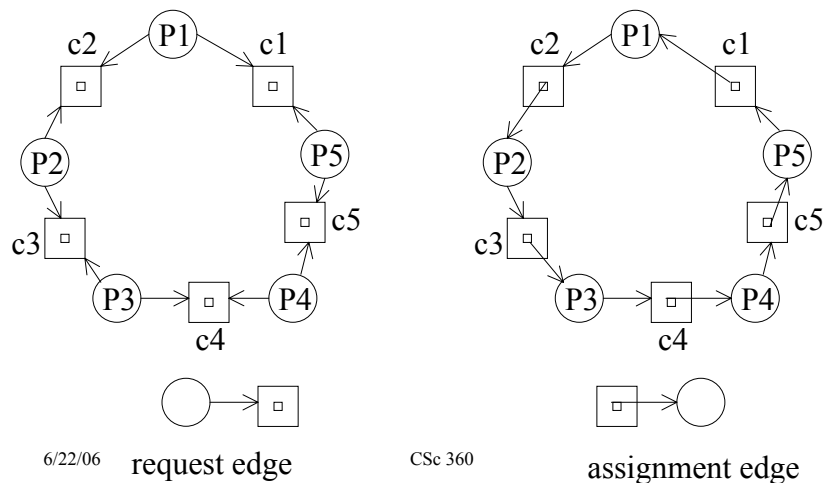 P1
c2
c1
P2
P5
c3
c5
P3
P4
c4
P1
c2
c1
P2
P5
c3
c5
P3
P4
c4
6/22/06
request edge
CSc 360
assignment edge